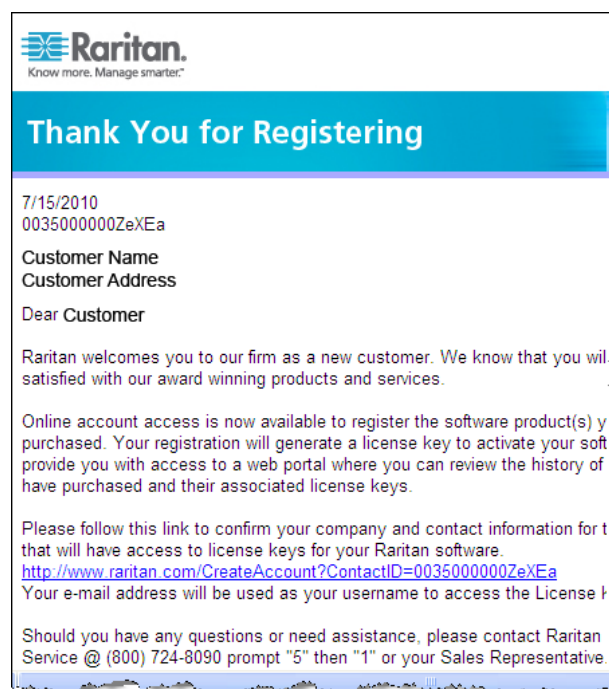 Raritan.
Know more. Manage smarter.™
Thank You for Registering
7/15/2010
0035000000ZeXEa
Customer Name
Customer Address
Dear Customer
Raritan welcomes you to our firm as a new customer. We know that you wil
satisfied with our award winning products and services.
Online account access is now available to register the software product(s) y
purchased. Your registration will generate a license key to activate your soft
provide you with access to a web portal where you can review the history of
have purchased and their associated license keys.
Please follow this link to confirm your company and contact information for t
that will have access to license keys for your Raritan software.
http://www.raritan.com/CreateAccount?ContactID=0035000000ZeXEa
Your e-mail address will be used as your username to access the License
Should you have any questions or need assistance, please contact Raritan
Service @ (800) 724-8090 prompt "5" then "1" or your Sales Representative.